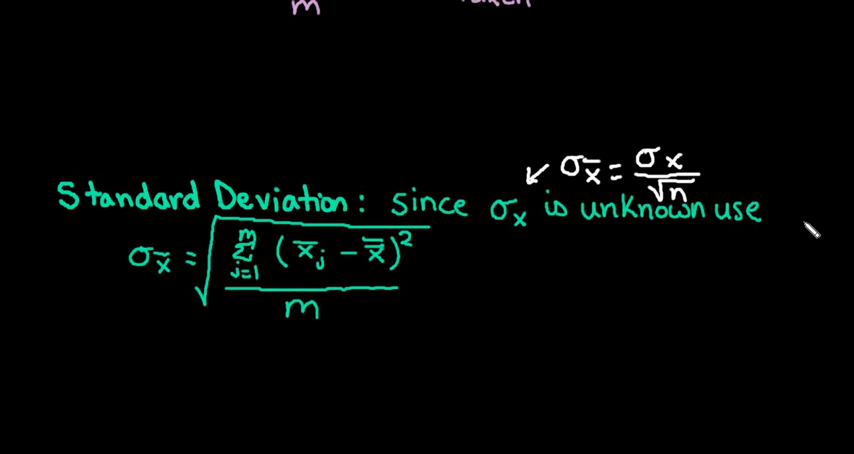 m
σx̄ = σx / √n
Standard Deviation: since σx is unknown use
σx̄ = √( Σ_{j=1}^{m} (x̄j - x̿)² / m )